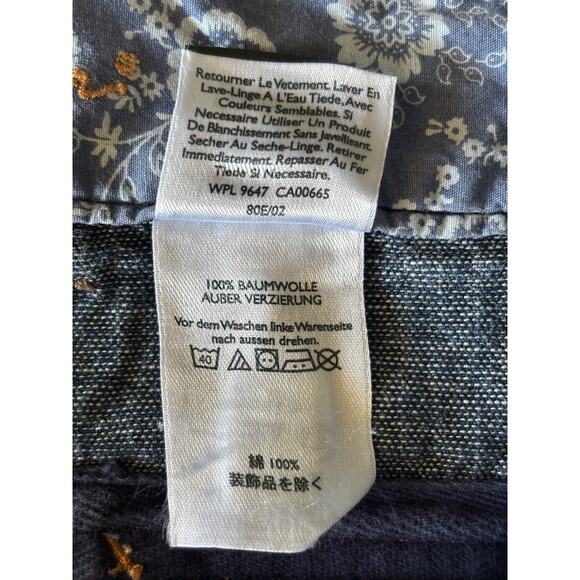 Retourner Le Vetement. Laver En
Lave-Linge A L'Eau Tiede, Avec
Couleurs Semblables. Si
Necessaire Utiliser Un Produit
De Blanchissement Sans Javellisant.
Secher Au Seche-Linge. Retirer
Immediatement. Repasser Au Fer
Tiede Si Necessaire.
WPL 9647 CA00665
80E/02
100% BAUMWOLLE
AUßER VERZIERUNG
Vor dem Waschen linke Warenseite
nach aussen drehen.
40
綿 100%
装飾品を除く